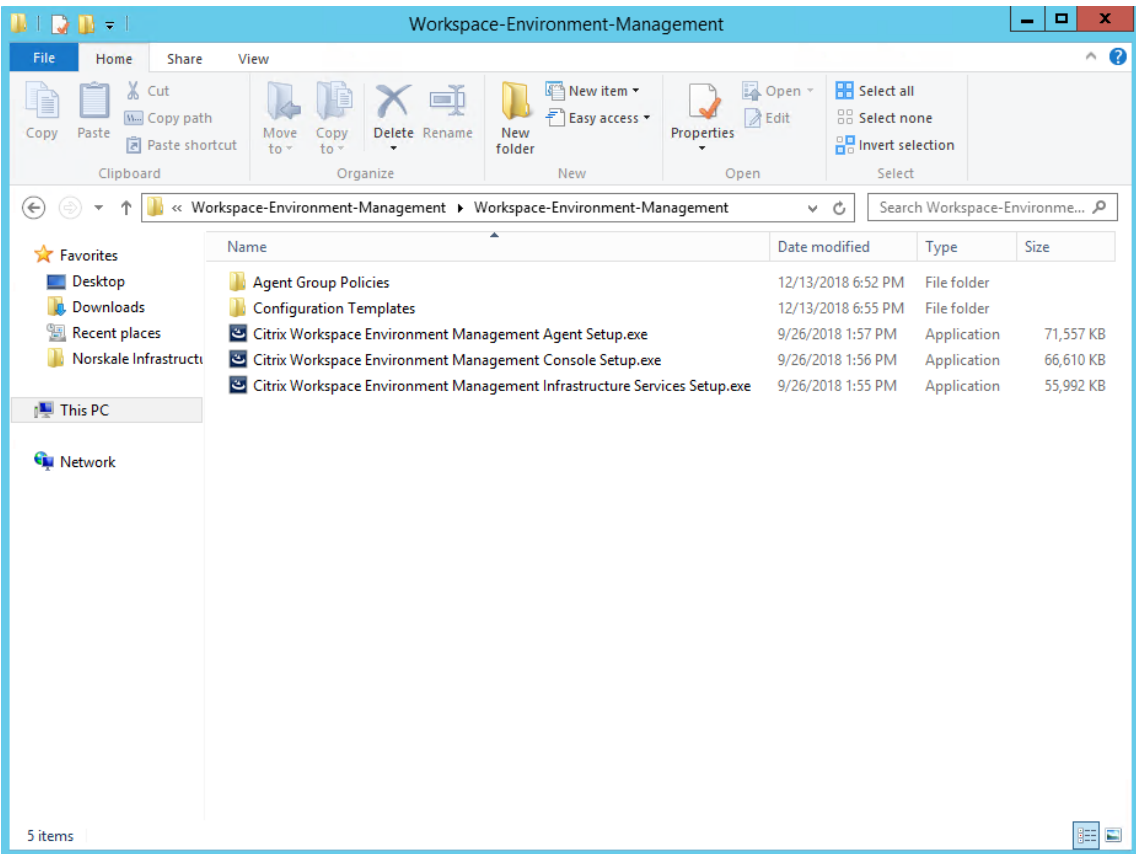 Workspace-Environment-Management
File Home Share View
Copy Paste Cut Copy path Paste shortcut
Clipboard
Move to Copy to Delete Rename
Organize
New folder New item Easy access
New
Properties Open Edit
Open
Select all Select none Invert selection
Select
« Workspace-Environment-Management Workspace-Environment-Management Search Workspace-Environme...
Favorites
Desktop
Downloads
Recent places
Norskale Infrastructu
This PC
Network
Name Date modified Type Size
Agent Group Policies 12/13/2018 6:52 PM File folder
Configuration Templates 12/13/2018 6:55 PM File folder
Citrix Workspace Environment Management Agent Setup.exe 9/26/2018 1:57 PM Application 71,557 KB
Citrix Workspace Environment Management Console Setup.exe 9/26/2018 1:56 PM Application 66,610 KB
Citrix Workspace Environment Management Infrastructure Services Setup.exe 9/26/2018 1:55 PM Application 55,992 KB
5 items